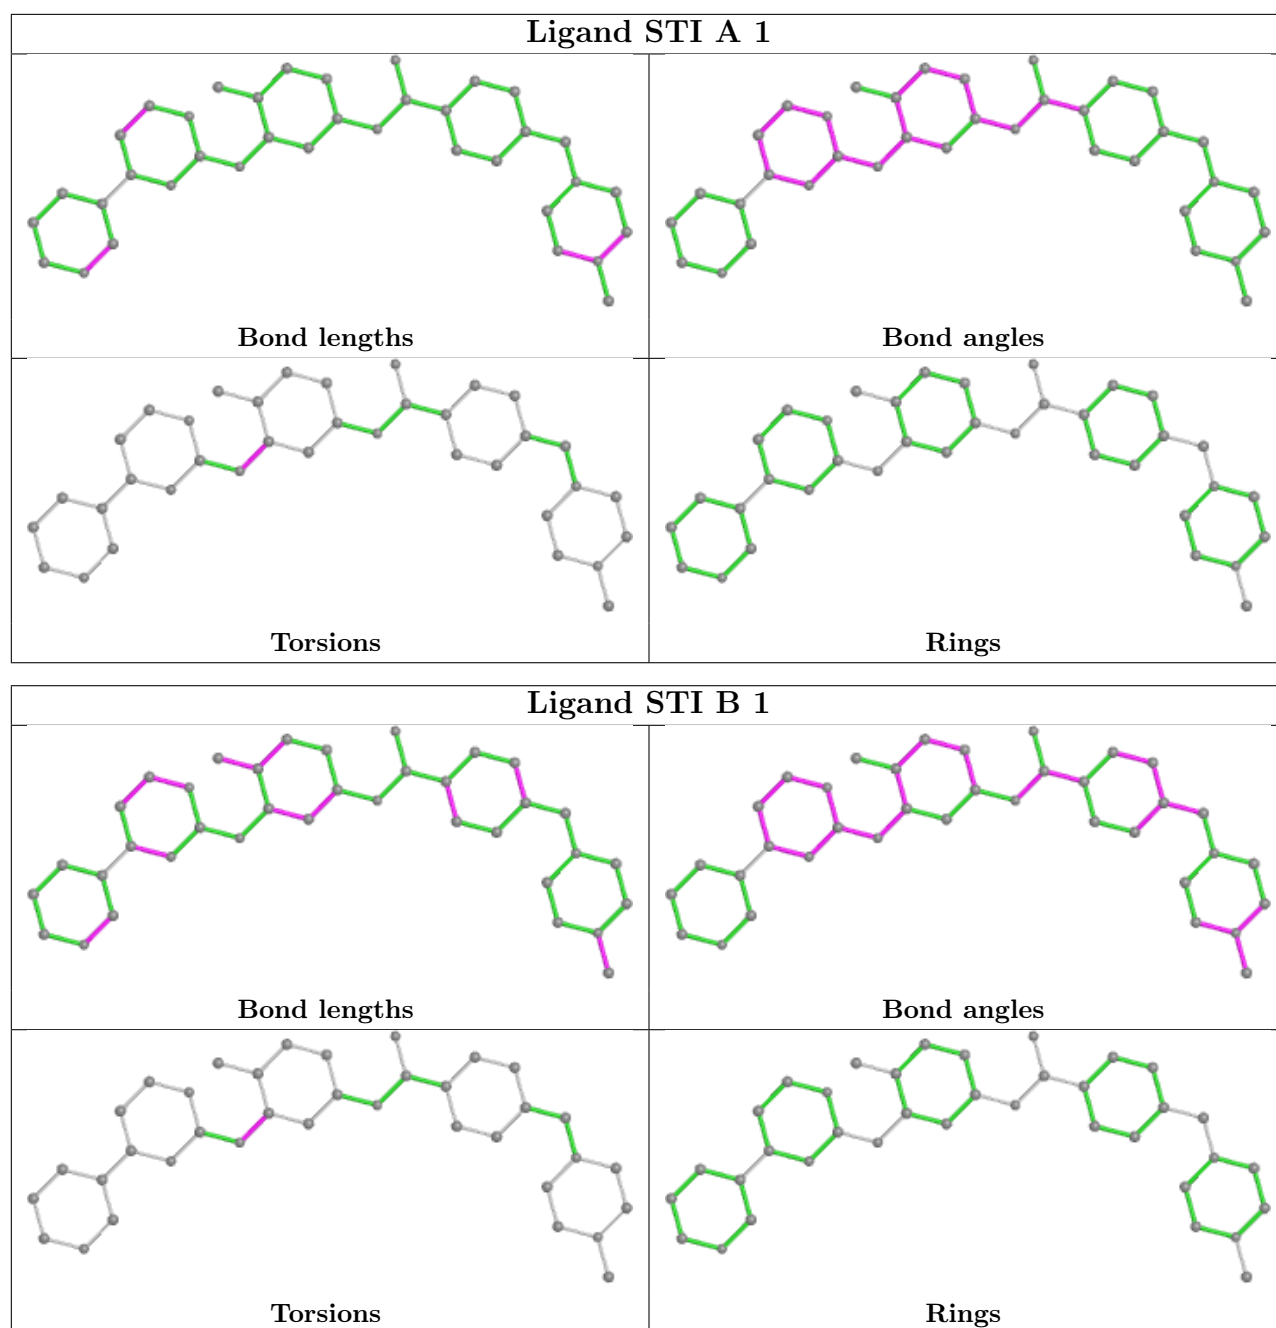 Ligand STI A 1
Bond lengths
Bond angles
Torsions
Rings
Ligand STI B 1
Bond lengths
Bond angles
Torsions
Rings